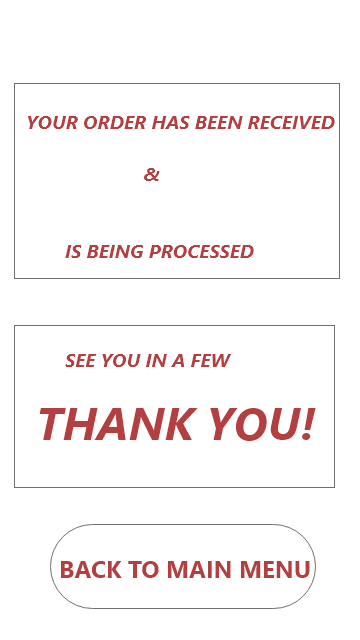 YOUR ORDER HAS BEEN RECEIVED
&
IS BEING PROCESSED
SEE YOU IN A FEW
THANK YOU!
BACK TO MAIN MENU